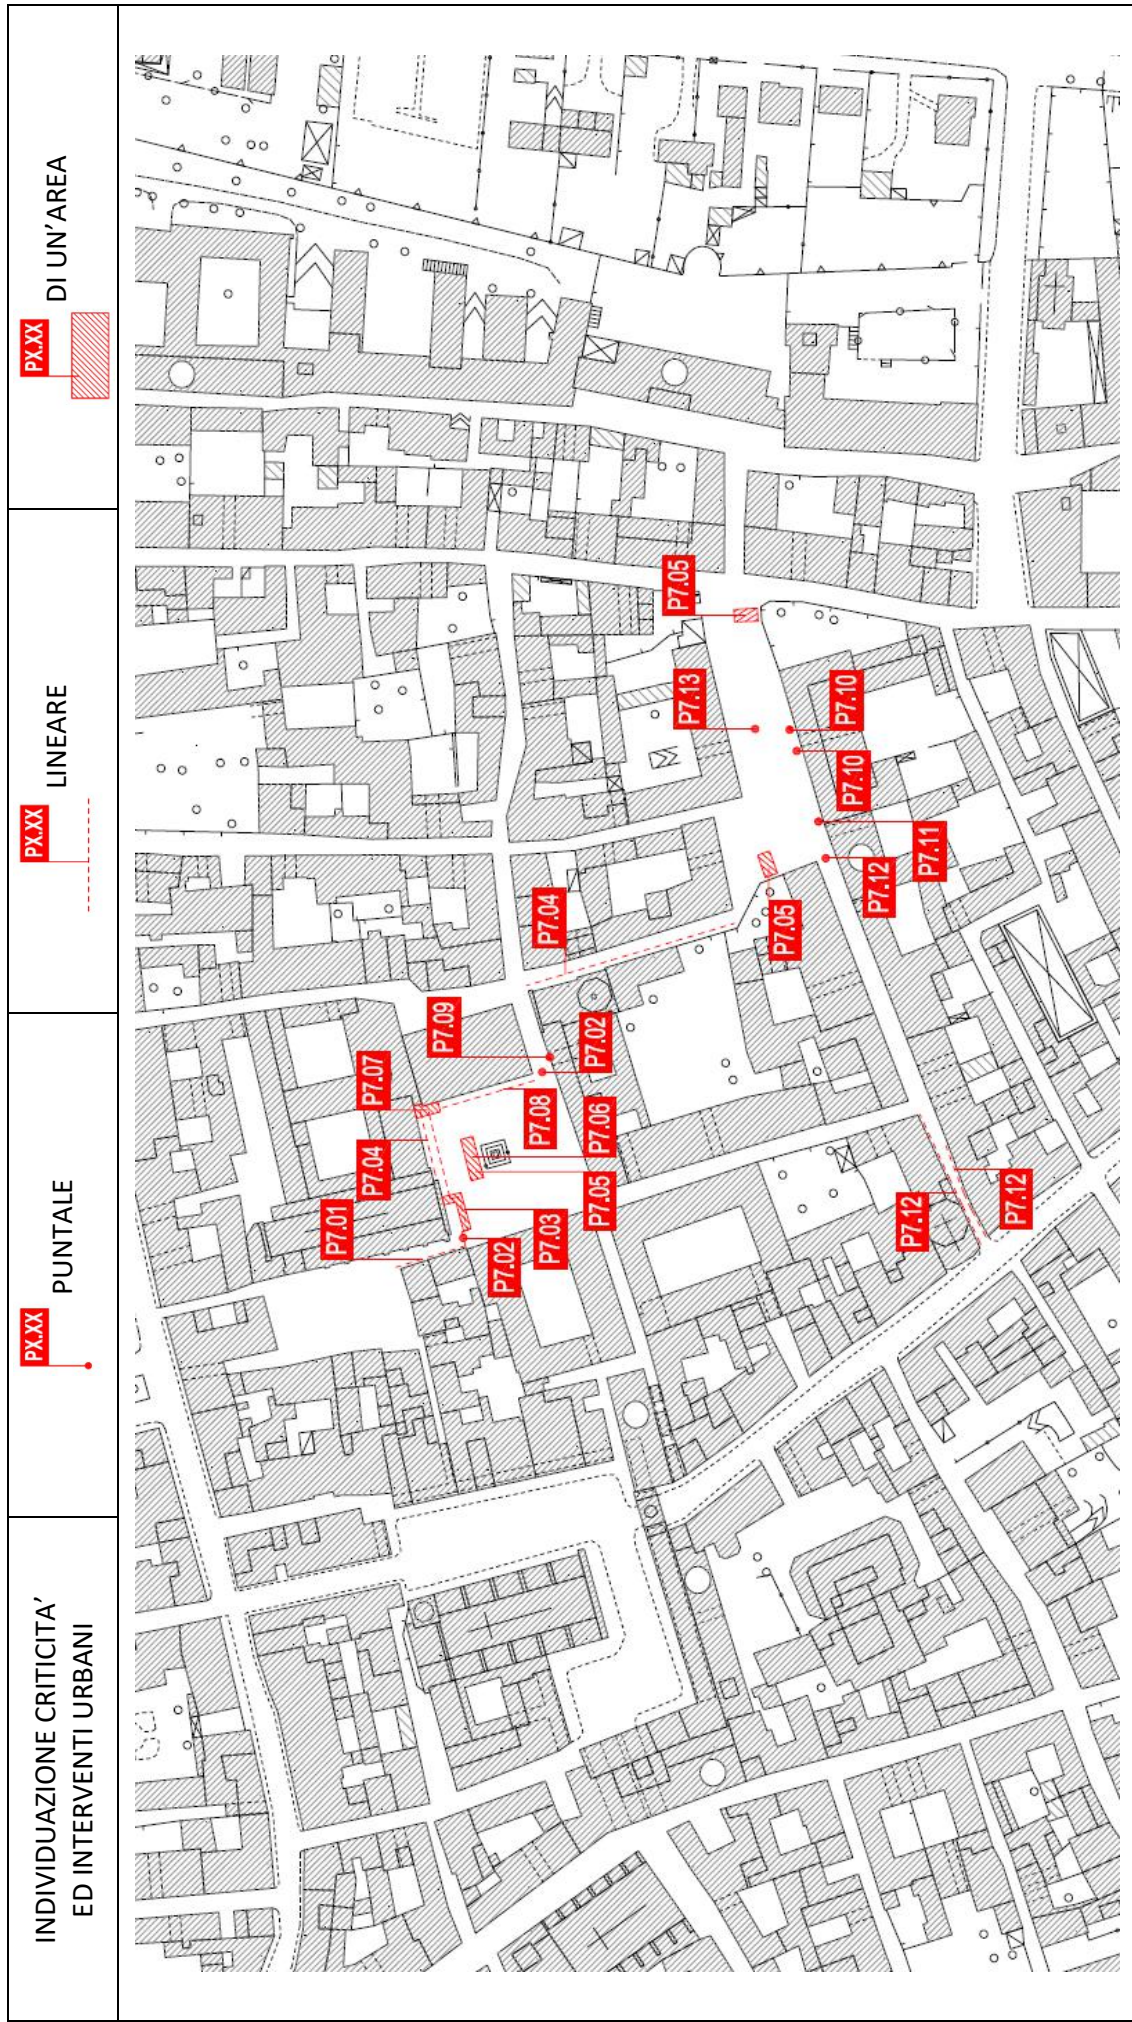 INDIVIDUAZIONE CRITICITA'
ED INTERVENTI URBANI
PX.XX
PUNTALE
PX.XX
LINEARE
PX.XX
DI UN'AREA
P7.01
P7.04
P7.07
P7.09
P7.02
P7.03
P7.08
P7.04
P7.05
P7.06
P7.02
P7.05
P7.13
P7.05
P7.10
P7.10
P7.12
P7.11
P7.12
P7.12